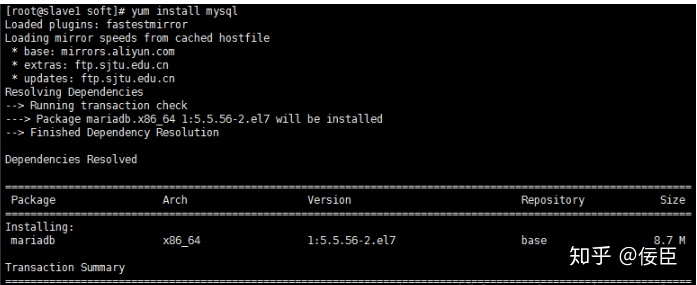 [root@slave1 soft]# yum install mysql
Loaded plugins: fastestmirror
Loading mirror speeds from cached hostfile
 * base: mirrors.aliyun.com
 * extras: ftp.sjtu.edu.cn
 * updates: ftp.sjtu.edu.cn
Resolving Dependencies
--> Running transaction check
---> Package mariadb.x86_64 1:5.5.56-2.el7 will be installed
--> Finished Dependency Resolution
Dependencies Resolved
Package Arch Version Repository Size
Installing:
mariadb x86_64 1:5.5.56-2.el7 base 8.7 M
知乎 @佞臣
Transaction Summary